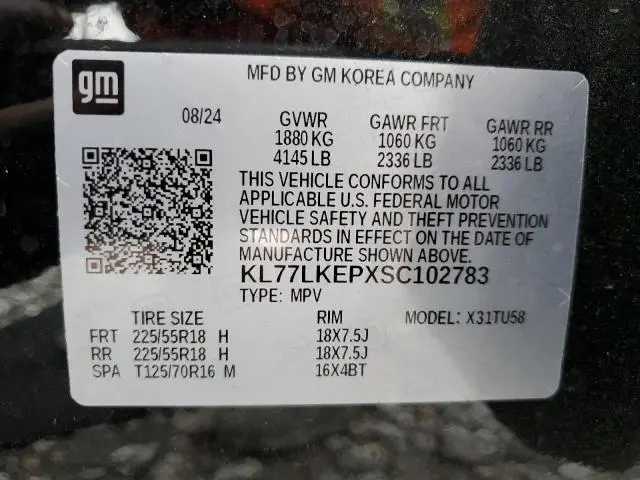 gm
MFD BY GM KOREA COMPANY
08/24 GVWR GAWR FRT GAWR RR
1880 KG 1060 KG 1060 KG
4145 LB 2336 LB 2336 LB
THIS VEHICLE CONFORMS TO ALL
APPLICABLE U.S. FEDERAL MOTOR
VEHICLE SAFETY AND THEFT PREVENTION
STANDARDS IN EFFECT ON THE DATE OF
MANUFACTURE SHOWN ABOVE.
KL77LKEPXSC102783
TYPE: MPV
TIRE SIZE RIM MODEL: X31TU58
FRT 225/55R18 H 18X7.5J
RR 225/55R18 H 18X7.5J
SPA T125/70R16 M 16X4BT